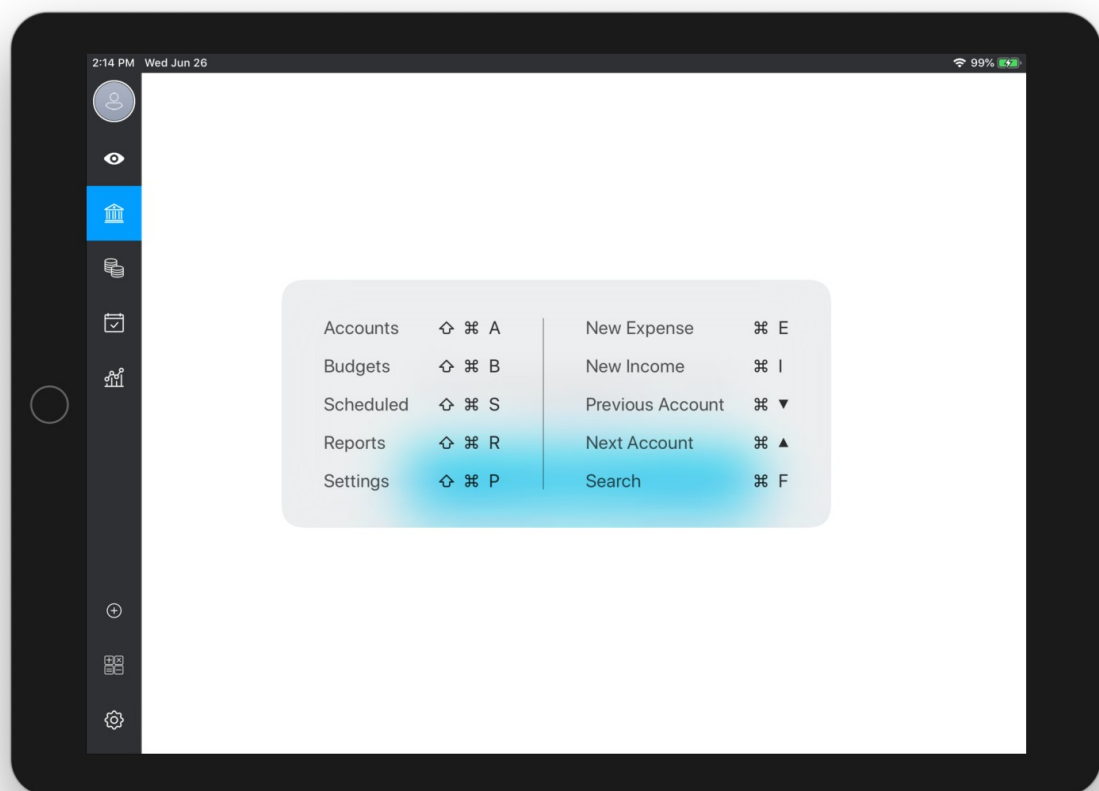 2:14 PM Wed Jun 26 99%
Accounts ⇧ ⌘ A
Budgets ⇧ ⌘ B
Scheduled ⇧ ⌘ S
Reports ⇧ ⌘ R
Settings ⇧ ⌘ P
New Expense ⌘ E
New Income ⌘ I
Previous Account ⌘ ▼
Next Account ⌘ ▲
Search ⌘ F